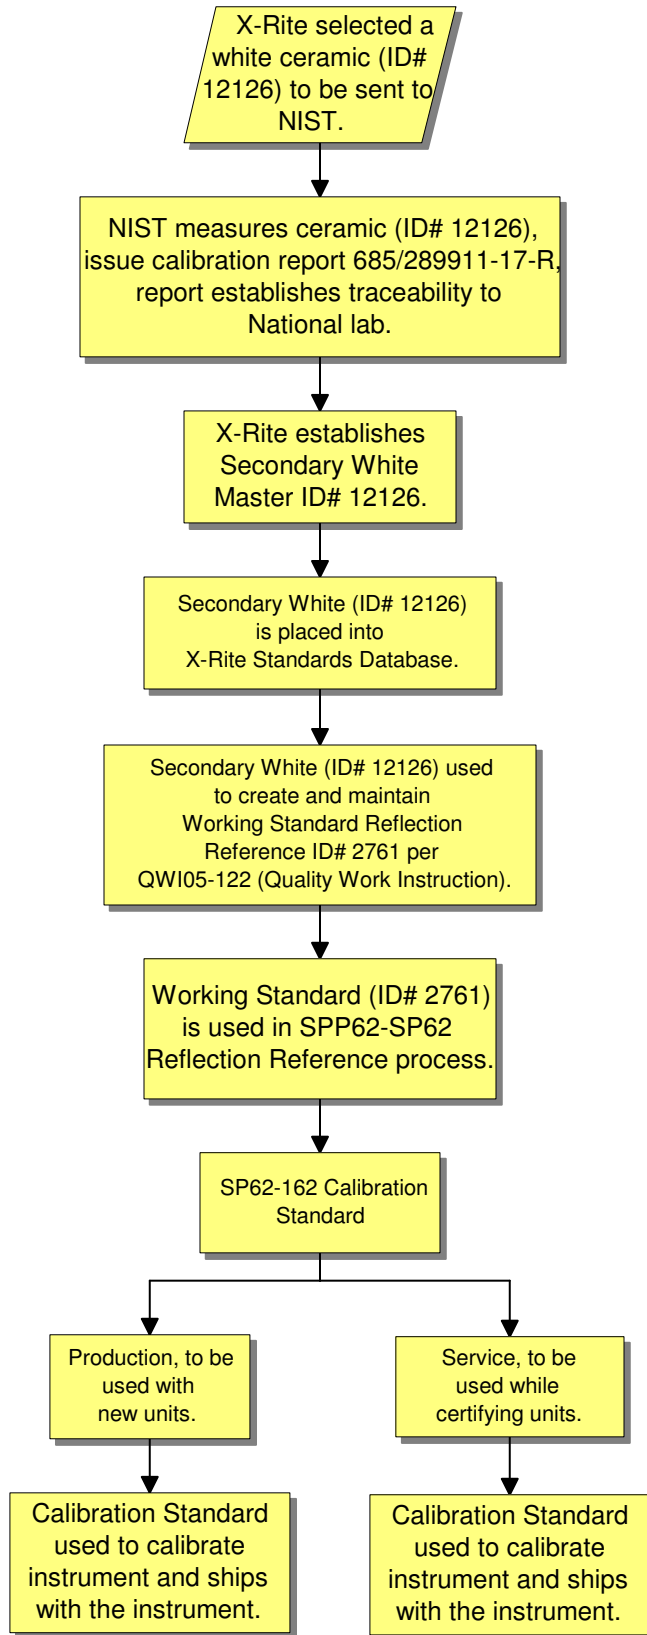 X-Rite selected a
white ceramic (ID#
12126) to be sent to
NIST.
NIST measures ceramic (ID# 12126),
issue calibration report 685/289911-17-R,
report establishes traceability to
National lab.
X-Rite establishes
Secondary White
Master ID# 12126.
Secondary White (ID# 12126)
is placed into
X-Rite Standards Database.
Secondary White (ID# 12126) used
to create and maintain
Working Standard Reflection
Reference ID# 2761 per
QWI05-122 (Quality Work Instruction).
Working Standard (ID# 2761)
is used in SPP62-SP62
Reflection Reference process.
SP62-162 Calibration
Standard
Production, to be
used with
new units.
Service, to be
used while
certifying units.
Calibration Standard
used to calibrate
instrument and ships
with the instrument.
Calibration Standard
used to calibrate
instrument and ships
with the instrument.